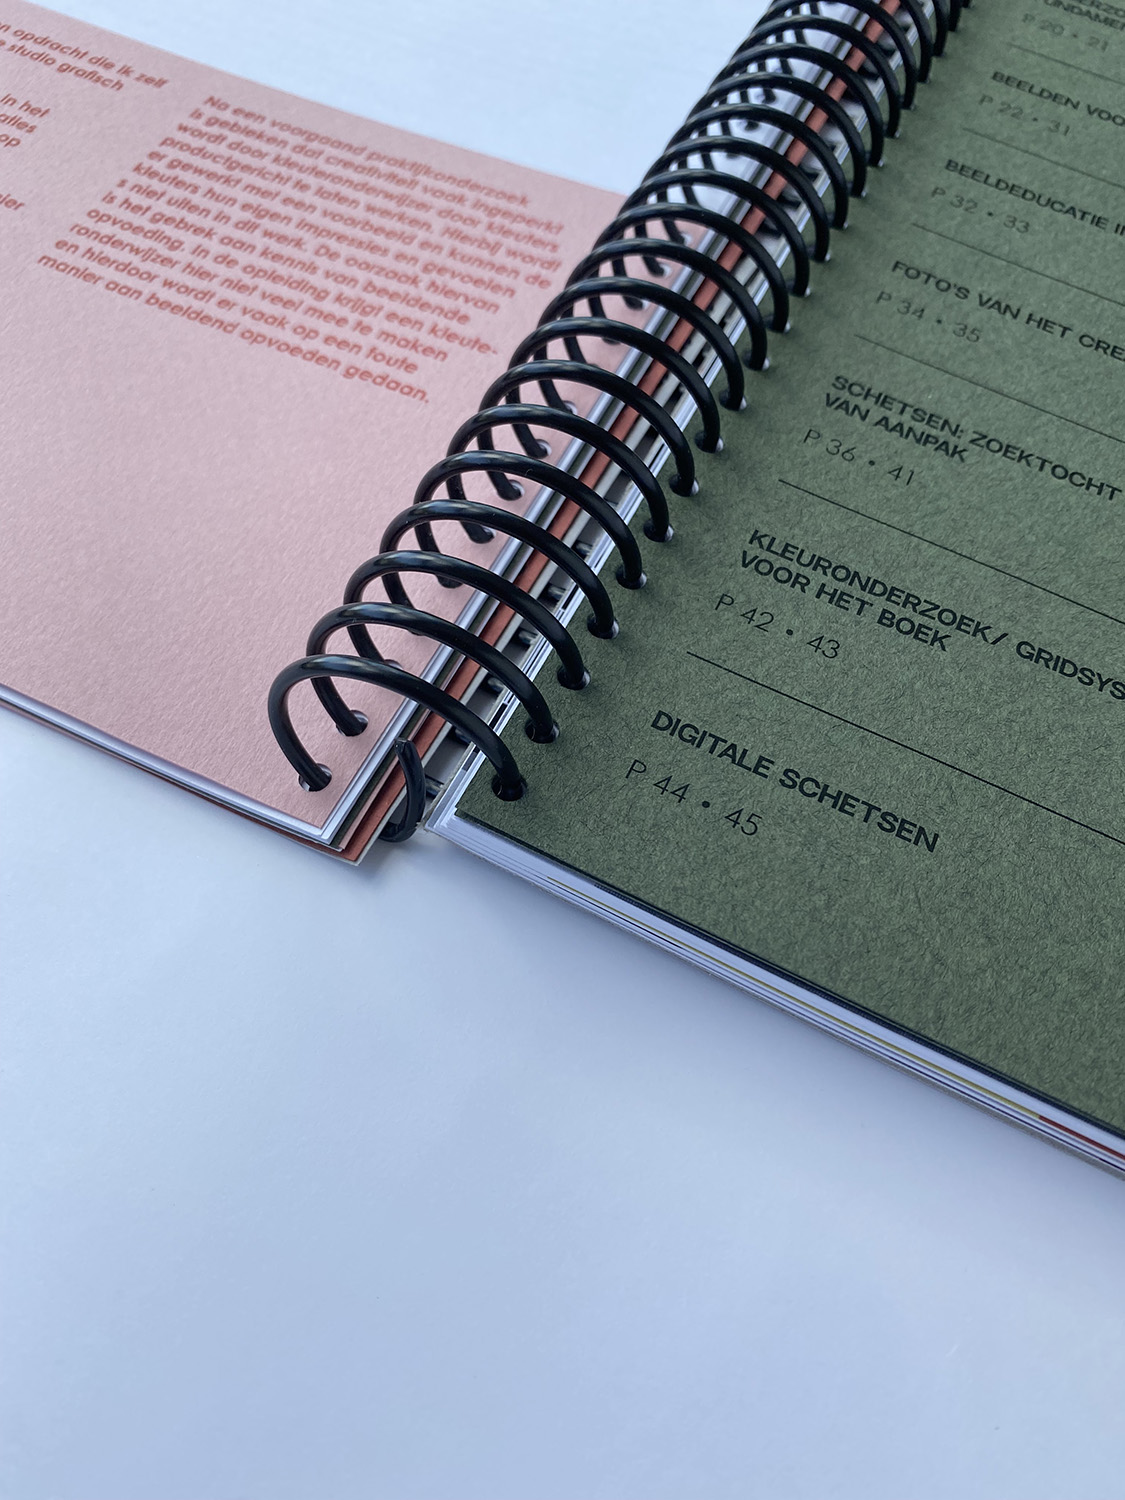 n opdracht die ik zelf
e studio grafisch
in het
alles
op
Na een voorgaand praktijkonderzoek
is gebleken dat creativiteit vaak ingeperkt
wordt door kleuteronderwijzer, door kleuters
productgericht te laten werken. Hierbij wordt
er gewerkt met een voorbeeld en kunnen de
kleuters hun eigen impressies en gevoelen
s niet uiten in dit werk. De oorzaak hiervan
is het gebrek aan kennis van beeldende
opvoeding. In de opleiding krijgt een kleute-
ronderwijzer hier niet veel mee te maken
en hierdoor wordt er vaak op een foute
manier aan beeldend opvoeden gedaan.
P 20 • 21
BEELDEN VOO
P 22 • 31
BEELDEDUCATIE I
P 32 • 33
FOTO'S VAN HET CRE
P 34 • 35
SCHETSEN: ZOEKTOCHT
VAN AANPAK
P 36 • 41
KLEURONDERZOEK/ GRIDSYS
VOOR HET BOEK
P 42 • 43
DIGITALE SCHETSEN
P 44 • 45